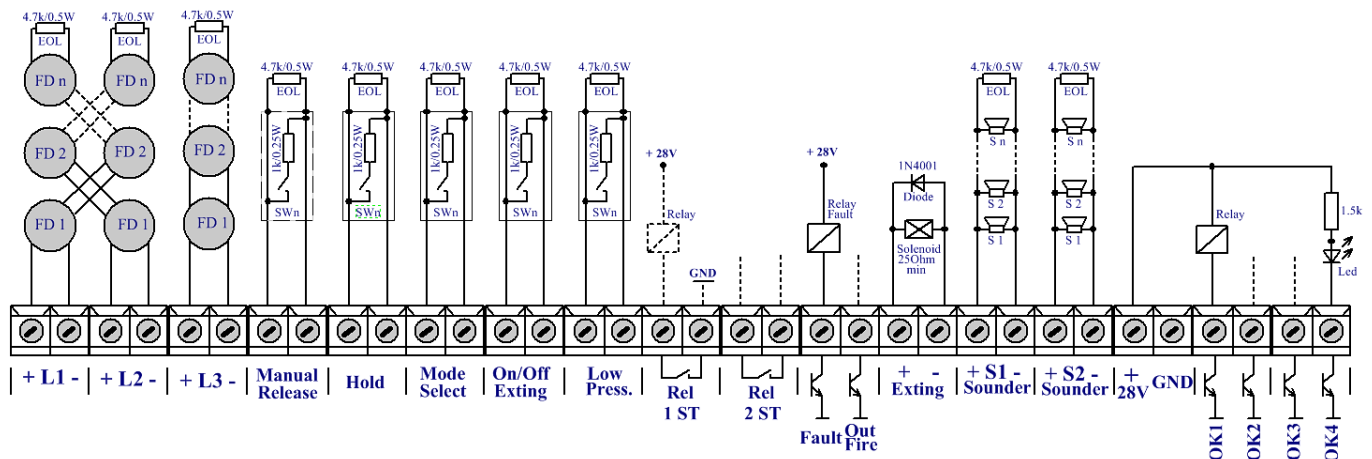 4.7k/0.5W 4.7k/0.5W 4.7k/0.5W
EOL EOL EOL
FD n FD n FD n
FD 2 FD 2 FD 2
FD 1 FD 1 FD 1
4.7k/0.5W 4.7k/0.5W 4.7k/0.5W 4.7k/0.5W 4.7k/0.5W
EOL EOL EOL EOL EOL
1k/0.25W 1k/0.25W 1k/0.25W 1k/0.25W 1k/0.25W
SWn SWn SWn SWn SWn
+ 28V
Relay
GND
+ 28V
Relay
Fault
1N4001
Diode
Solenoid
25Ohm
min
4.7k/0.5W 4.7k/0.5W
EOL EOL
S n S n
S 2 S 2
S 1 S 1
Relay
1.5k
Led
+ L1 -
+ L2 -
+ L3 -
Manual
Release
Hold
Mode
Select
On/Off
Exting
Low
Press.
Rel
1 ST
Rel
2 ST
Fault
Out
Fire
+ -
Exting
+ S1 -
Sounder
+ S2 -
Sounder
+
28V
GND
OK1
OK2
OK3
OK4